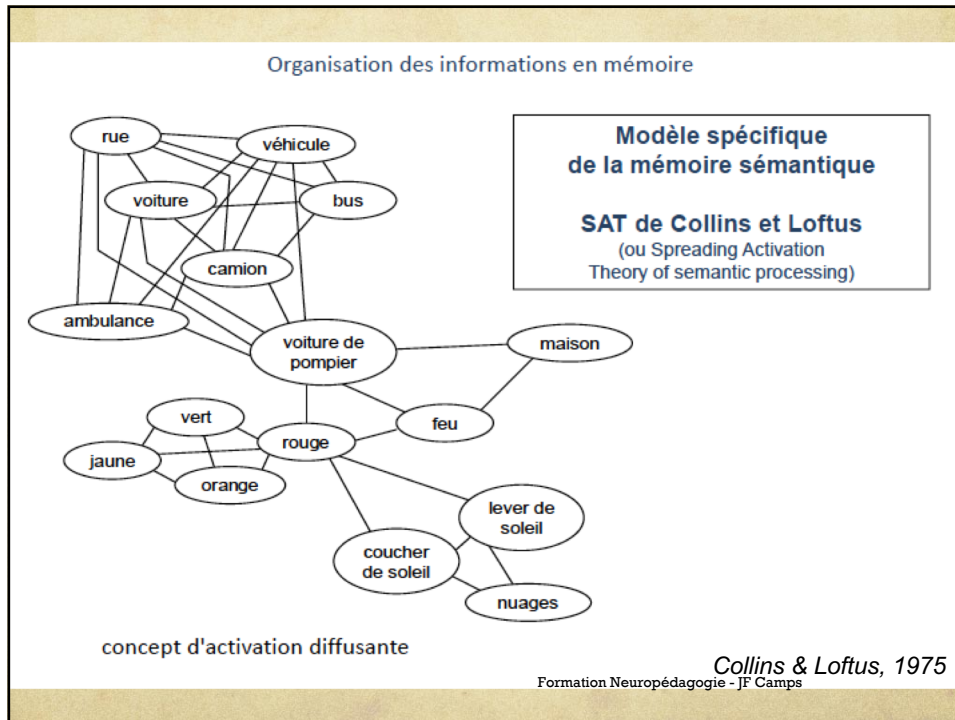 Organisation des informations en mémoire
rue
véhicule
voiture
bus
camion
ambulance
voiture de
pompier
maison
vert
feu
rouge
jaune
orange
lever de
soleil
coucher
de soleil
nuages
Modèle spécifique
de la mémoire sémantique
SAT de Collins et Loftus
(ou Spreading Activation
Theory of semantic processing)
concept d'activation diffusante
Collins & Loftus, 1975
Formation Neuropédagogie - JF Camps